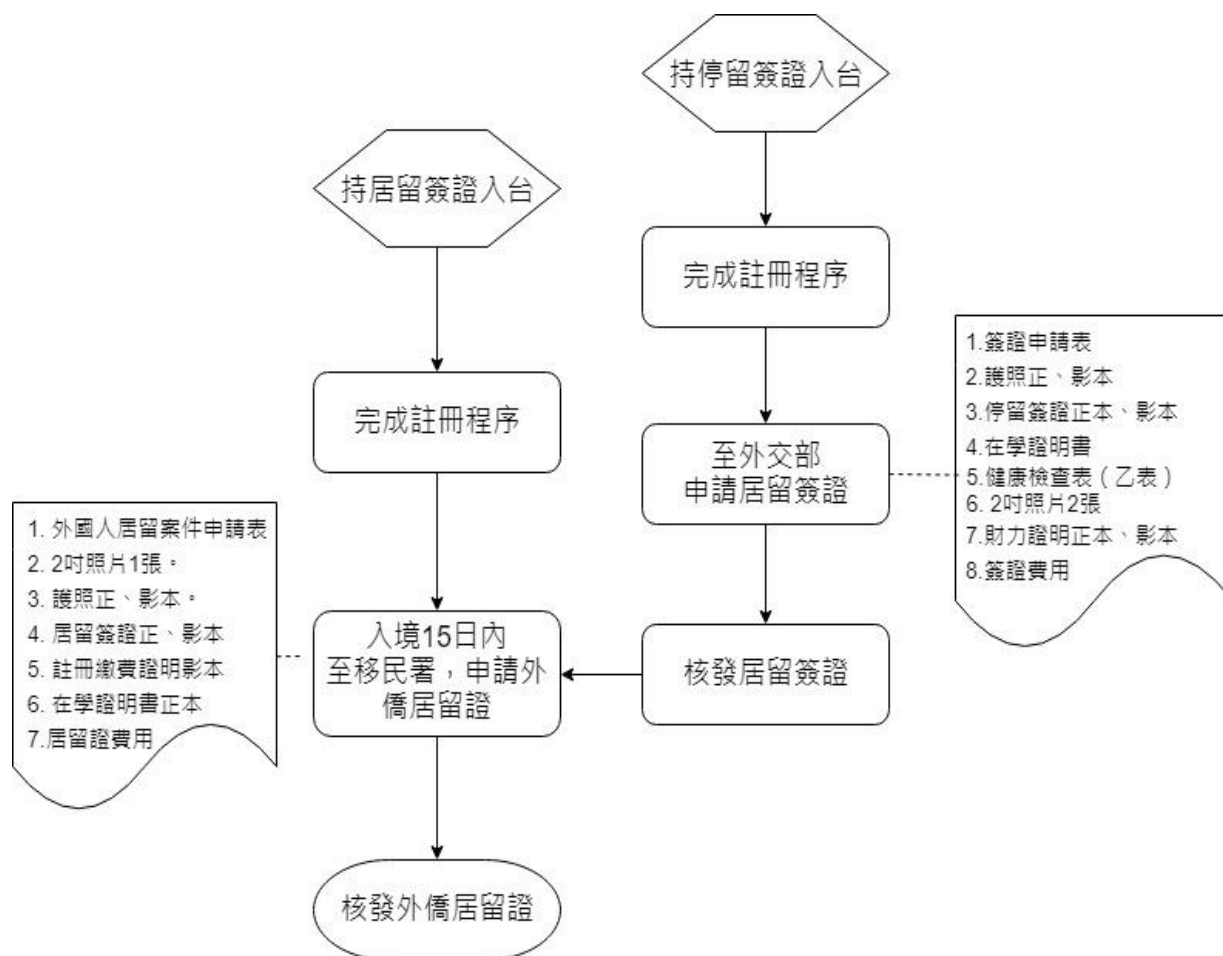 持停留簽證入台
持居留簽證入台
完成註冊程序
完成註冊程序
1.簽證申請表
2.護照正、影本
3.停留簽證正本、影本
4.在學證明書
5.健康檢查表（乙表）
6. 2吋照片2張
7.財力證明正本、影本
8.簽證費用
至外交部
申請居留簽證
1. 外國人居留案件申請表
2. 2吋照片1張。
3. 護照正、影本。
4. 居留簽證正、影本
5. 註冊繳費證明影本
6. 在學證明書正本
7.居留證費用
入境15日內
至移民署，申請外
僑居留證
核發居留簽證
核發外僑居留證